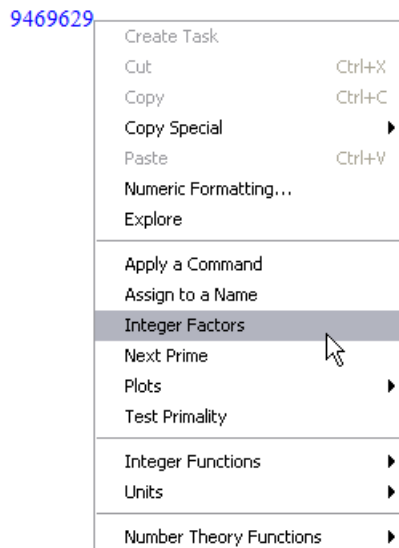 9469629
Create Task
Cut Ctrl+X
Copy Ctrl+C
Copy Special
Paste Ctrl+V
Numeric Formatting...
Explore
Apply a Command
Assign to a Name
Integer Factors
Next Prime
Plots
Test Primality
Integer Functions
Units
Number Theory Functions